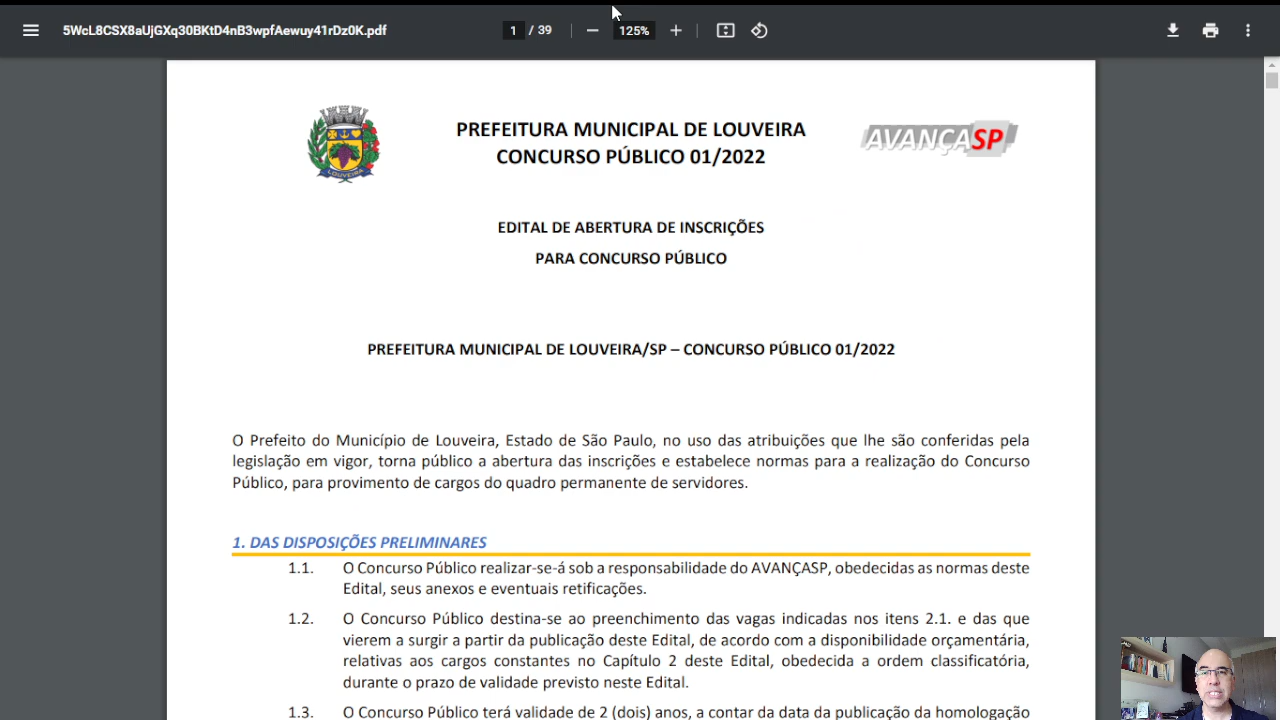 5WcL8CSX8aUjGXq30BKtD4nB3wpfAewuy41rDz0K.pdf
1 / 39
125%
PREFEITURA MUNICIPAL DE LOUVEIRA
CONCURSO PÚBLICO 01/2022
LOUVEIRA
AVANÇASP
EDITAL DE ABERTURA DE INSCRIÇÕES
PARA CONCURSO PÚBLICO
PREFEITURA MUNICIPAL DE LOUVEIRA/SP – CONCURSO PÚBLICO 01/2022
O Prefeito do Município de Louveira, Estado de São Paulo, no uso das atribuições que lhe são conferidas pela
legislação em vigor, torna público a abertura das inscrições e estabelece normas para a realização do Concurso
Público, para provimento de cargos do quadro permanente de servidores.
1. DAS DISPOSIÇÕES PRELIMINARES
1.1. O Concurso Público realizar-se-á sob a responsabilidade do AVANÇASP, obedecidas as normas deste
Edital, seus anexos e eventuais retificações.
1.2. O Concurso Público destina-se ao preenchimento das vagas indicadas nos itens 2.1. e das que
vierem a surgir a partir da publicação deste Edital, de acordo com a disponibilidade orçamentária,
relativas aos cargos constantes no Capítulo 2 deste Edital, obedecida a ordem classificatória,
durante o prazo de validade previsto neste Edital.
1.3. O Concurso Público terá validade de 2 (dois) anos, a contar da data da publicação da homologação